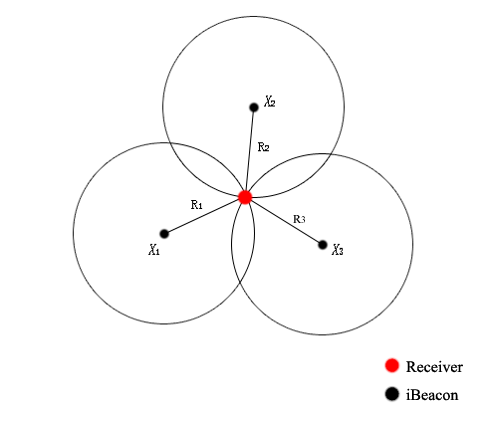 X2
R2
R1
R3
X1
X3
Receiver
iBeacon